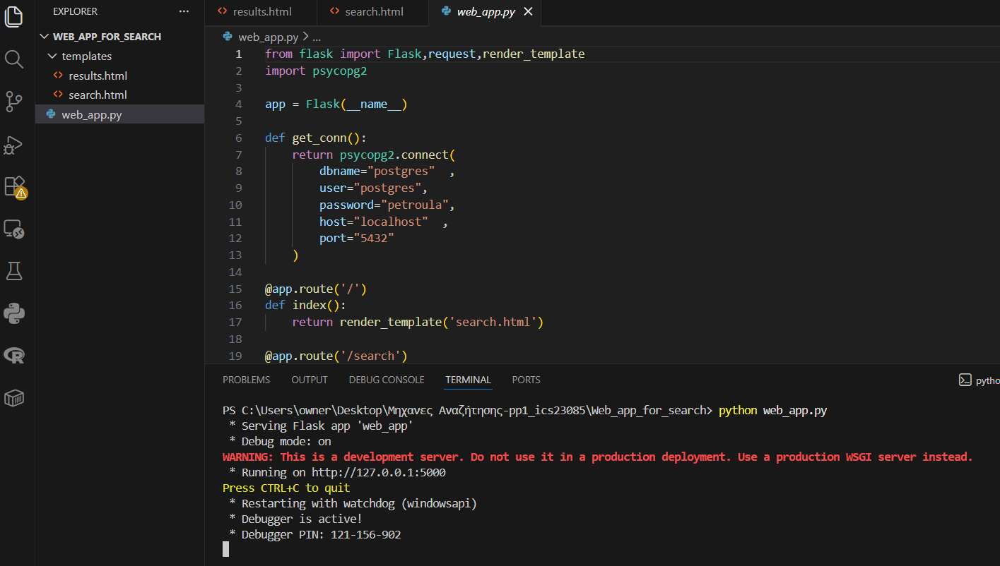 EXPLORER
...
WEB_APP_FOR_SEARCH
templates
results.html
search.html
web_app.py
results.html
search.html
web_app.py
web_app.py > ...
1 from flask import Flask,request,render_template
2 import psycopg2
3
4 app = Flask(__name__)
5
6 def get_conn():
7     return psycopg2.connect(
8         dbname="postgres"  ,
9         user="postgres",
10         password="petroula",
11         host="localhost"  ,
12         port="5432"
13     )
14
15 @app.route('/')
16 def index():
17     return render_template('search.html')
18
19 @app.route('/search')
PROBLEMS OUTPUT DEBUG CONSOLE TERMINAL PORTS
pytho
PS C:\Users\owner\Desktop\Μηχανες Αναζήτησης-pp1_ics23085\Web_app_for_search> python web_app.py
 * Serving Flask app 'web_app'
 * Debug mode: on
WARNING: This is a development server. Do not use it in a production deployment. Use a production WSGI server instead.
 * Running on http://127.0.0.1:5000
Press CTRL+C to quit
 * Restarting with watchdog (windowsapi)
 * Debugger is active!
 * Debugger PIN: 121-156-902